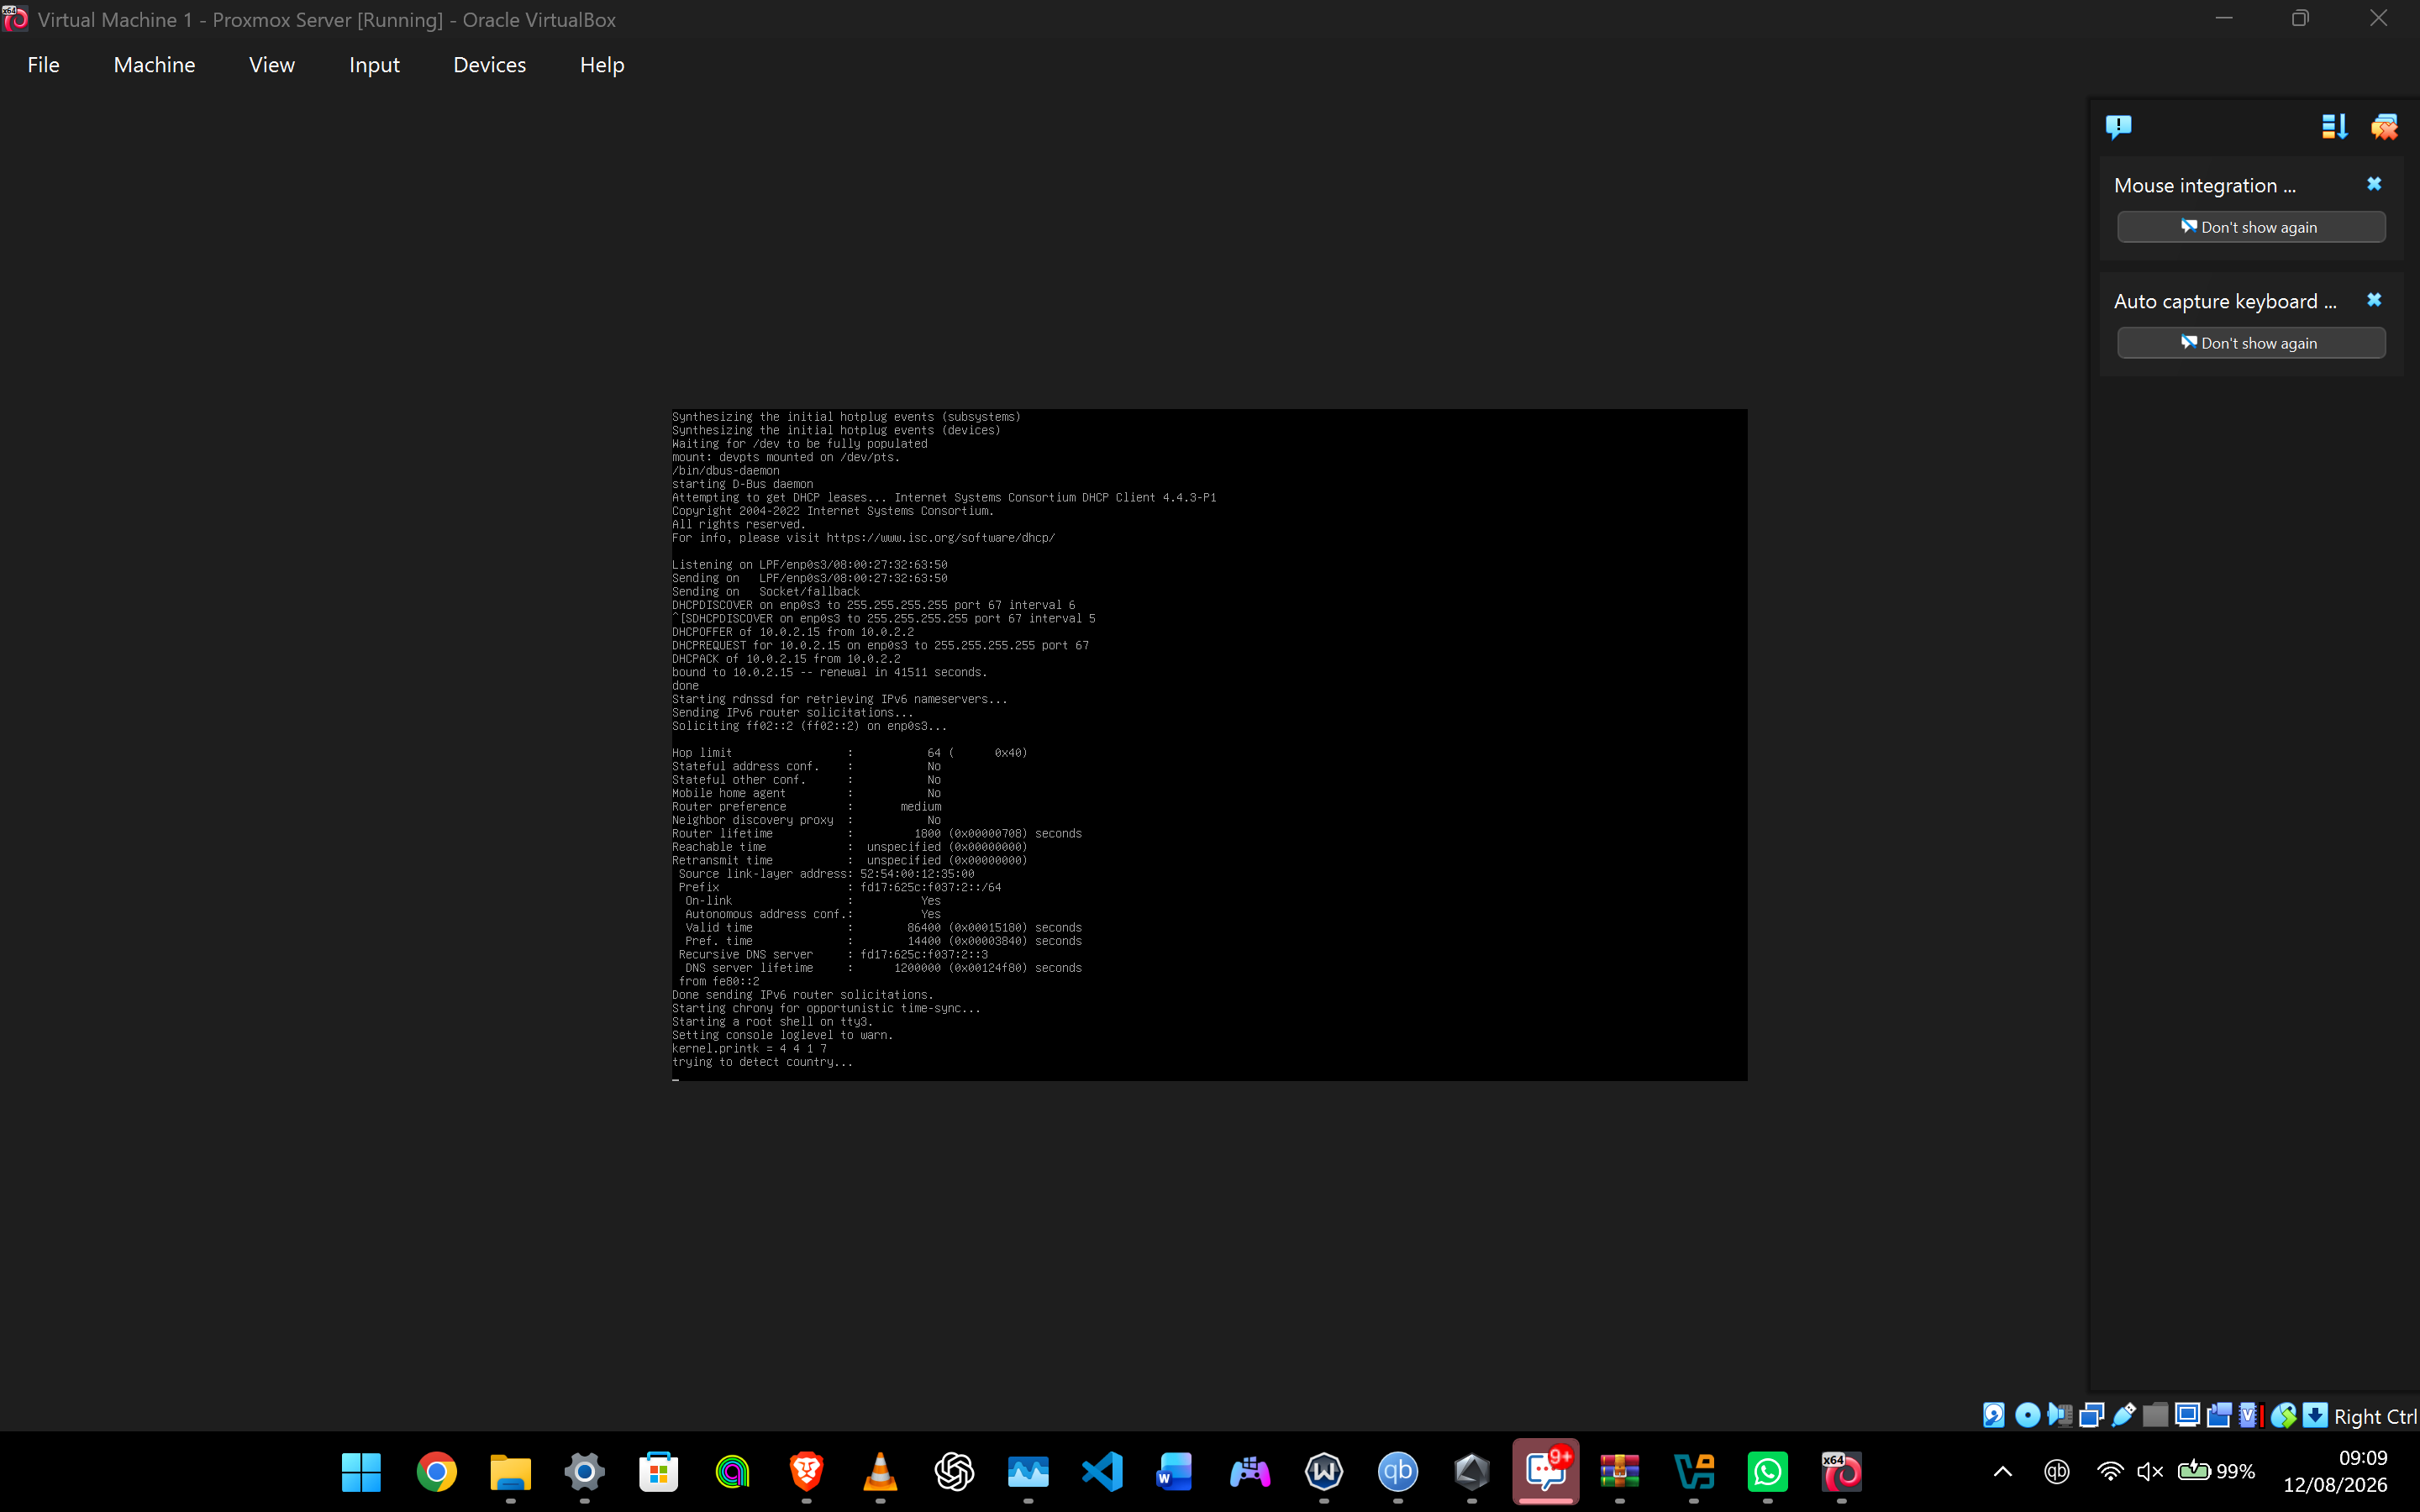 Virtual Machine 1 - Proxmox Server [Running] - Oracle VirtualBox
File Machine View Input Devices Help
Mouse integration ...
Don't show again
Auto capture keyboard ...
Don't show again
Synthesizing the initial hotplug events (subsystems)
Synthesizing the initial hotplug events (devices)
Waiting for /dev to be fully populated
mount: devpts mounted on /dev/pts.
/bin/dbus-daemon
starting D-Bus daemon
Attempting to get DHCP leases... Internet Systems Consortium DHCP Client 4.4.3-P1
Copyright 2004-2022 Internet Systems Consortium.
All rights reserved.
For info, please visit https://www.isc.org/software/dhcp/
Listening on LPF/enp0s3/08:00:27:32:63:50
Sending on   LPF/enp0s3/08:00:27:32:63:50
Sending on   Socket/fallback
DHCPDISCOVER on enp0s3 to 255.255.255.255 port 67 interval 6
^[SDHCPDISCOVER on enp0s3 to 255.255.255.255 port 67 interval 5
DHCPOFFER of 10.0.2.15 from 10.0.2.2
DHCPREQUEST for 10.0.2.15 on enp0s3 to 255.255.255.255 port 67
DHCPACK of 10.0.2.15 from 10.0.2.2
bound to 10.0.2.15 -- renewal in 41511 seconds.
done
Starting rdnssd for retrieving IPv6 nameservers...
Sending IPv6 router solicitations...
Soliciting ff02::2 (ff02::2) on enp0s3...
Hop limit : 64 ( 0x40)
Stateful address conf. : No
Stateful other conf. : No
Mobile home agent : No
Router preference : medium
Neighbor discovery proxy : No
Router lifetime : 1800 (0x00000708) seconds
Reachable time : unspecified (0x00000000)
Retransmit time : unspecified (0x00000000)
Source link-layer address: 52:54:00:12:35:00
Prefix : fd17:625c:f037:2::/64
On-link : Yes
Autonomous address conf.: Yes
Valid time : 86400 (0x00015180) seconds
Pref. time : 14400 (0x00003840) seconds
Recursive DNS server : fd17:625c:f037:2::3
DNS server lifetime : 1200000 (0x00124f80) seconds
from fe80::2
Done sending IPv6 router solicitations.
Starting chrony for opportunistic time-sync...
Starting a root shell on tty3.
Setting console loglevel to warn.
kernel.printk = 4 4 1 7
trying to detect country...
Right Ctrl
9+
x64
99%
09:09
12/08/2026